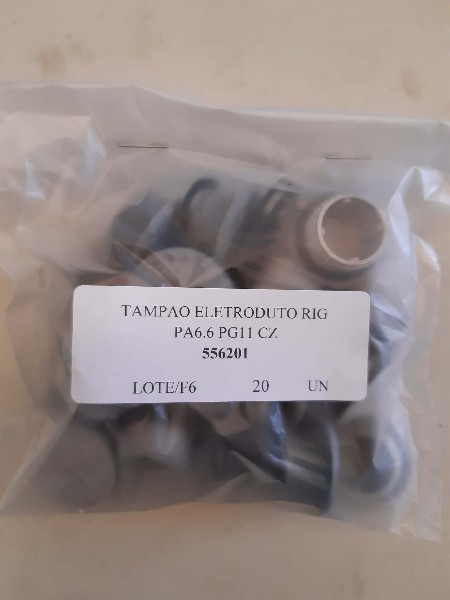 TAMPAO ELETRODUTO RIG
PA6.6 PG11 CZ
556201
LOTE/F6 20 UN